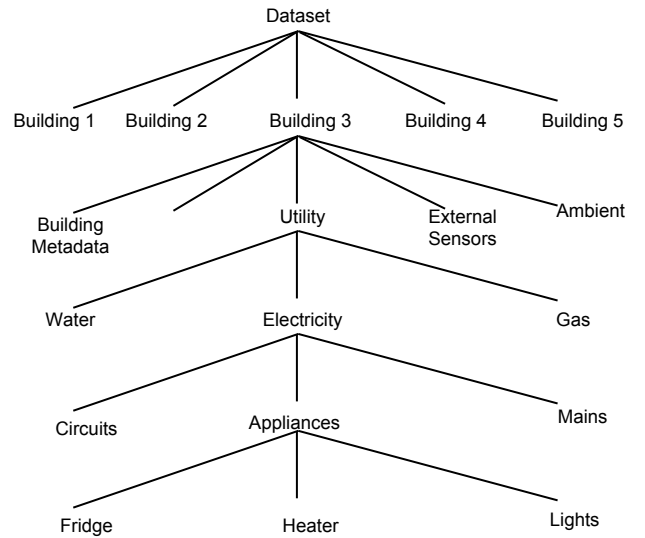 Dataset
Building 1
Building 2
Building 3
Building 4
Building 5
Building
Metadata
Utility
External
Sensors
Ambient
Water
Electricity
Gas
Circuits
Appliances
Mains
Fridge
Heater
Lights